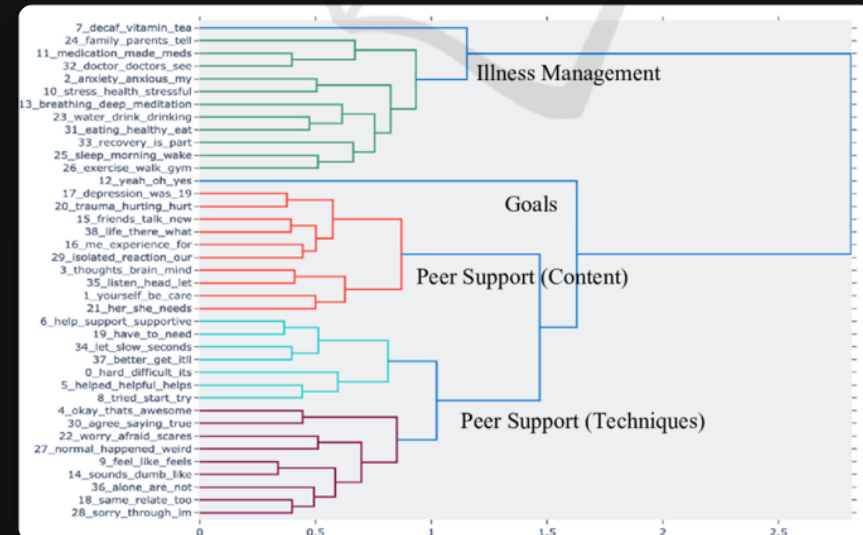 7_decaf_vitamin_tea
24_family_parents_tell
11_medication_made_meds
32_doctor_doctors_see
Illness Management
2_anxiety_anxious_my
10_stress_health_stressful
13_breathing_deep_meditation
23_water_drink_drinking
31_eating_healthy_eat
33_recovery_is_part
25_sleep_morning_wake
26_exercise_walk_gym
12_yeah_oh_yes
17_depression_was_19
Goals
20_trauma_hurting_hurt
15_friends_talk_new
38_life_there_what
16_me_experience_for
29_isolated_reaction_our
3_thoughts_brain_mind
Peer Support (Content)
35_listen_head_let
1_yourself_be_care
21_her_she_needs
6_help_support_supportive
19_have_to_need
34_let_slow_seconds
37_better_get_itll
0_hard_difficult_its
5_helped_helpful_helps
8_tried_start_try
4_okay_thats_awesome
Peer Support (Techniques)
30_agree_saying_true
22_worry_afraid_scares
27_normal_happened_weird
9_feel_like_feels
14_sounds_dumb_like
36_alone_are_not
18_same_relate_too
28_sorry_through_im
0 0.5 1 1.5 2 2.5